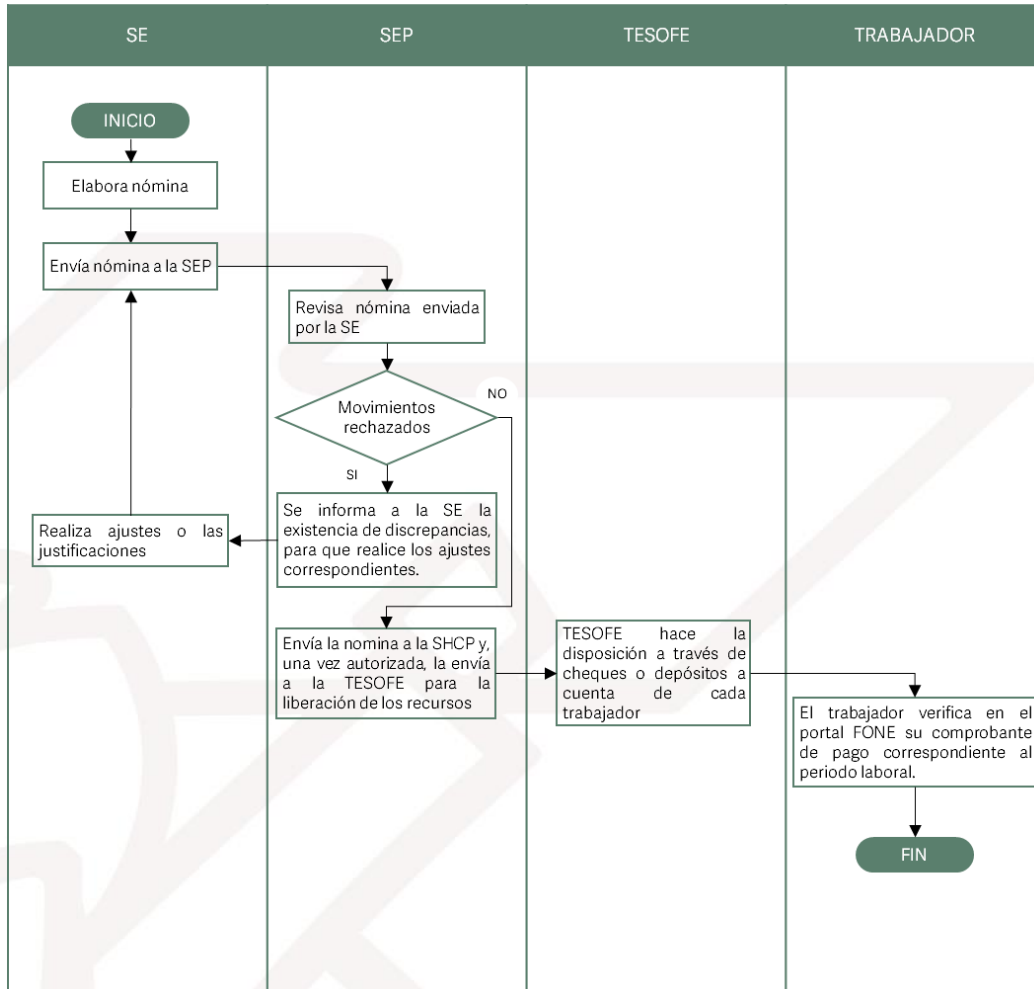 SE
SEP
TESOFE
TRABAJADOR
INICIO
Elabora nómina
Envía nómina a la SEP
Revisa nómina enviada
por la SE
Movimientos
rechazados
NO
SI
Se informa a la SE la
existencia de discrepancias,
para que realice los ajustes
correspondientes.
Realiza ajustes o las
justificaciones
Envía la nomina a la SHCP y,
una vez autorizada, la envía
a la TESOFE para la
liberación de los recursos
TESOFE hace la
disposición a través de
cheques o depósitos a
cuenta de cada
trabajador
El trabajador verifica en el
portal FONE su comprobante
de pago correspondiente al
periodo laboral.
FIN